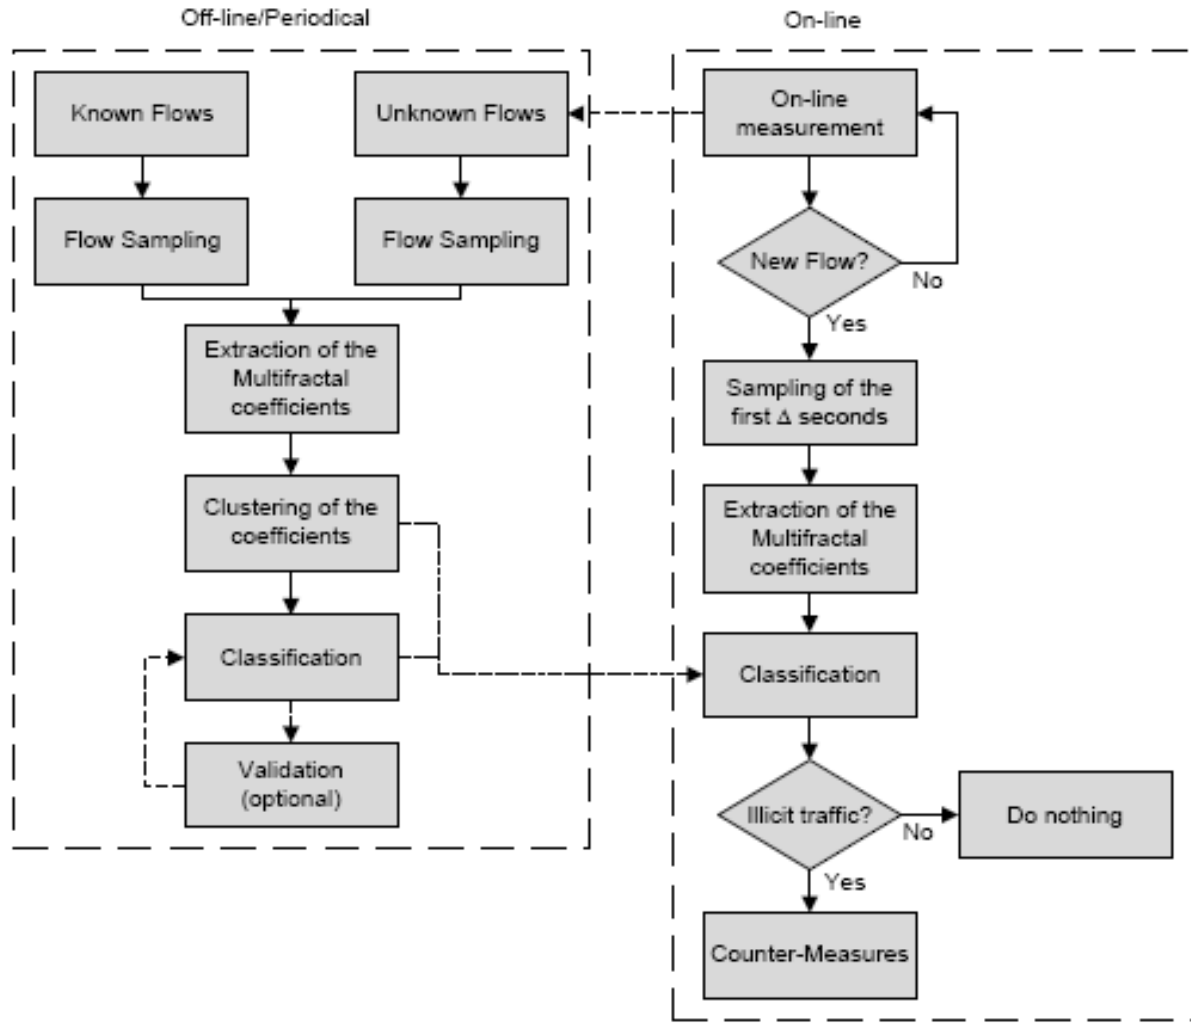 Off-line/Periodical
Known Flows
Unknown Flows
Flow Sampling
Flow Sampling
Extraction of the
Multifractal
coefficients
Clustering of the
coefficients
Classification
Validation
(optional)
On-line
On-line
measurement
New Flow?
No
Yes
Sampling of the
first Δ seconds
Extraction of the
Multifractal
coefficients
Classification
Illicit traffic?
No
Do nothing
Yes
Counter-Measures